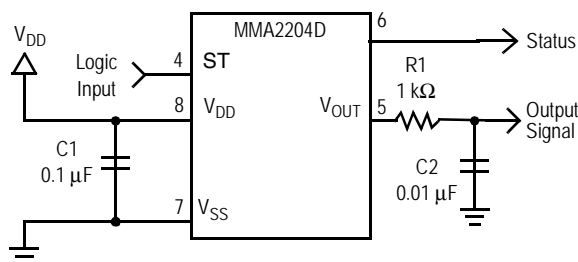 MMA2204D
6
V_DD
Status
Logic
Input
4
ST
R1
1 kΩ
8
V_DD
V_OUT
5
Output
Signal
C1
0.1 μF
C2
0.01 μF
7
V_SS